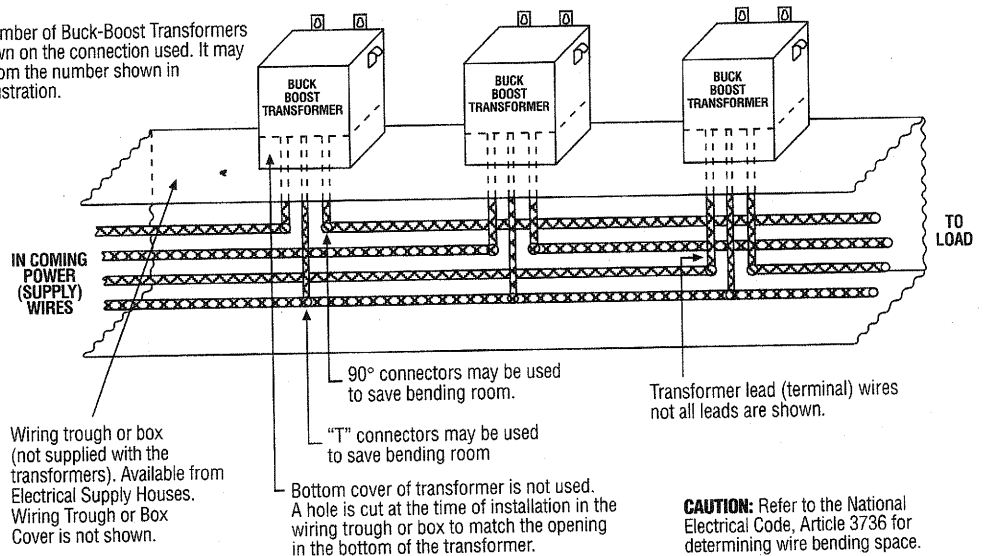 mber of Buck-Boost Transformers
wn on the connection used. It may
om the number shown in
ustration.
BUCK
BOOST
TRANSFORMER
BUCK
BOOST
TRANSFORMER
BUCK
BOOST
TRANSFORMER
IN COMING
POWER
(SUPPLY)
WIRES
TO
LOAD
90° connectors may be used
to save bending room.
Transformer lead (terminal) wires
not all leads are shown.
"T" connectors may be used
to save bending room
Wiring trough or box
(not supplied with the
transformers). Available from
Electrical Supply Houses.
Wiring Trough or Box
Cover is not shown.
Bottom cover of transformer is not used.
A hole is cut at the time of installation in the
wiring trough or box to match the opening
in the bottom of the transformer.
CAUTION: Refer to the National
Electrical Code, Article 3736 for
determining wire bending space.